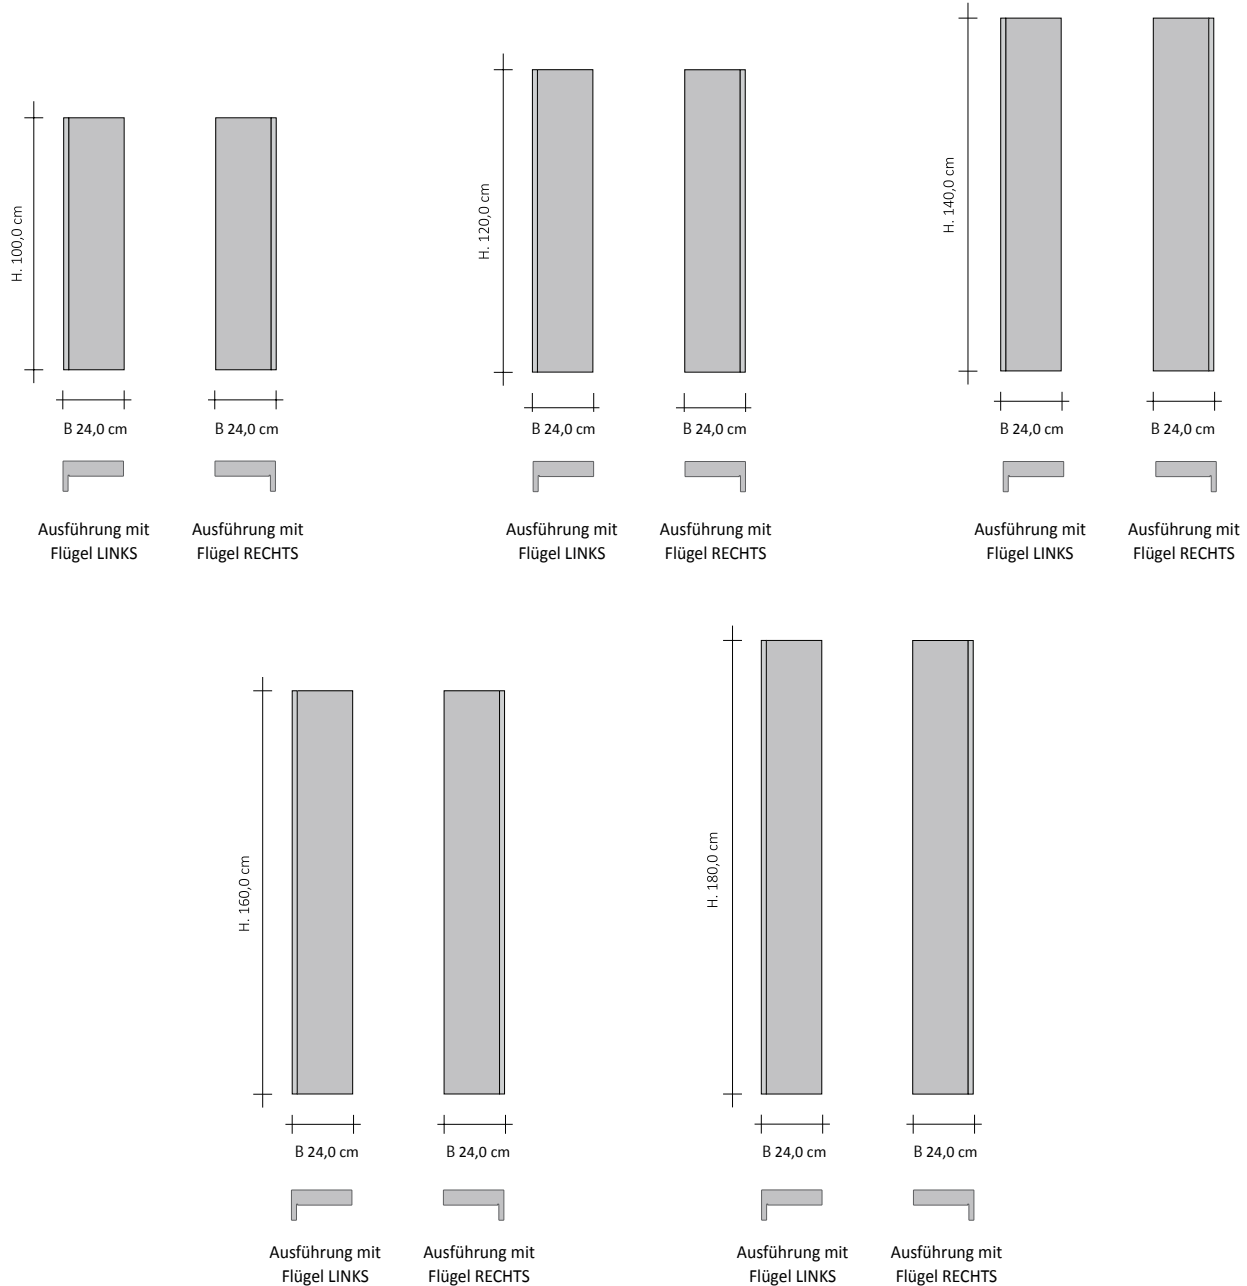 H. 100,0 cm
B 24,0 cm
B 24,0 cm
Ausführung mit
Flügel LINKS
Ausführung mit
Flügel RECHTS
H. 120,0 cm
B 24,0 cm
B 24,0 cm
Ausführung mit
Flügel LINKS
Ausführung mit
Flügel RECHTS
H. 140,0 cm
B 24,0 cm
B 24,0 cm
Ausführung mit
Flügel LINKS
Ausführung mit
Flügel RECHTS
H. 160,0 cm
B 24,0 cm
B 24,0 cm
Ausführung mit
Flügel LINKS
Ausführung mit
Flügel RECHTS
H. 180,0 cm
B 24,0 cm
B 24,0 cm
Ausführung mit
Flügel LINKS
Ausführung mit
Flügel RECHTS